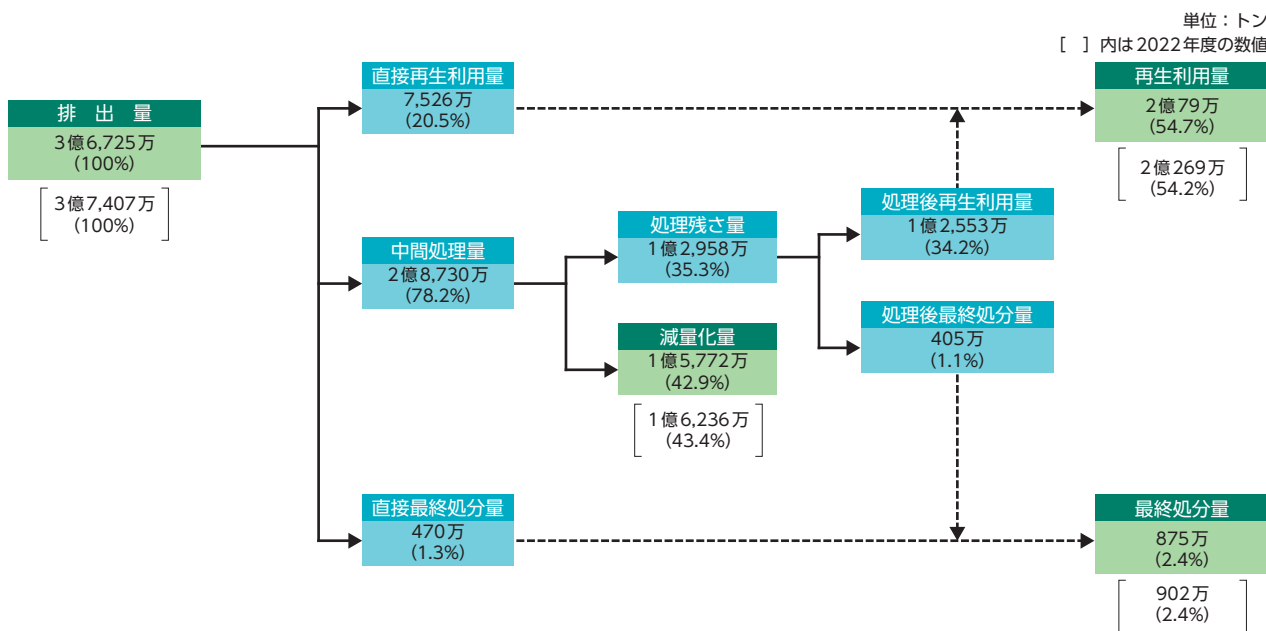 単位：トン
[ ] 内は2022年度の数値
排 出 量
3億6,725万
(100%)
3億7,407万
(100%)
直接再生利用量
7,526万
(20.5%)
中間処理量
2億8,730万
(78.2%)
直接最終処分量
470万
(1.3%)
処理残さ量
1億2,958万
(35.3%)
減量化量
1億5,772万
(42.9%)
1億6,236万
(43.4%)
処理後再生利用量
1億2,553万
(34.2%)
処理後最終処分量
405万
(1.1%)
再生利用量
2億79万
(54.7%)
2億269万
(54.2%)
最終処分量
875万
(2.4%)
902万
(2.4%)